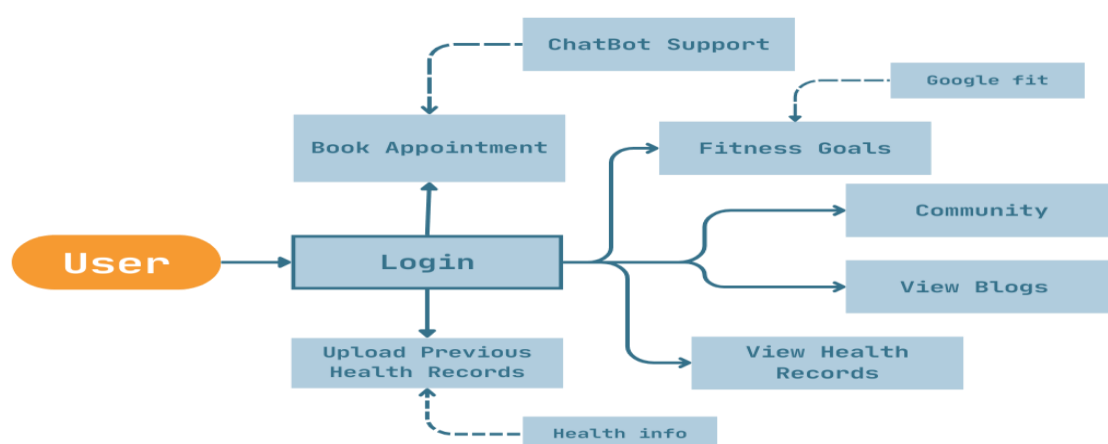 ChatBot Support
Google fit
Book Appointment
Fitness Goals
Community
User
Login
View Blogs
Upload Previous
Health Records
View Health
Records
Health info